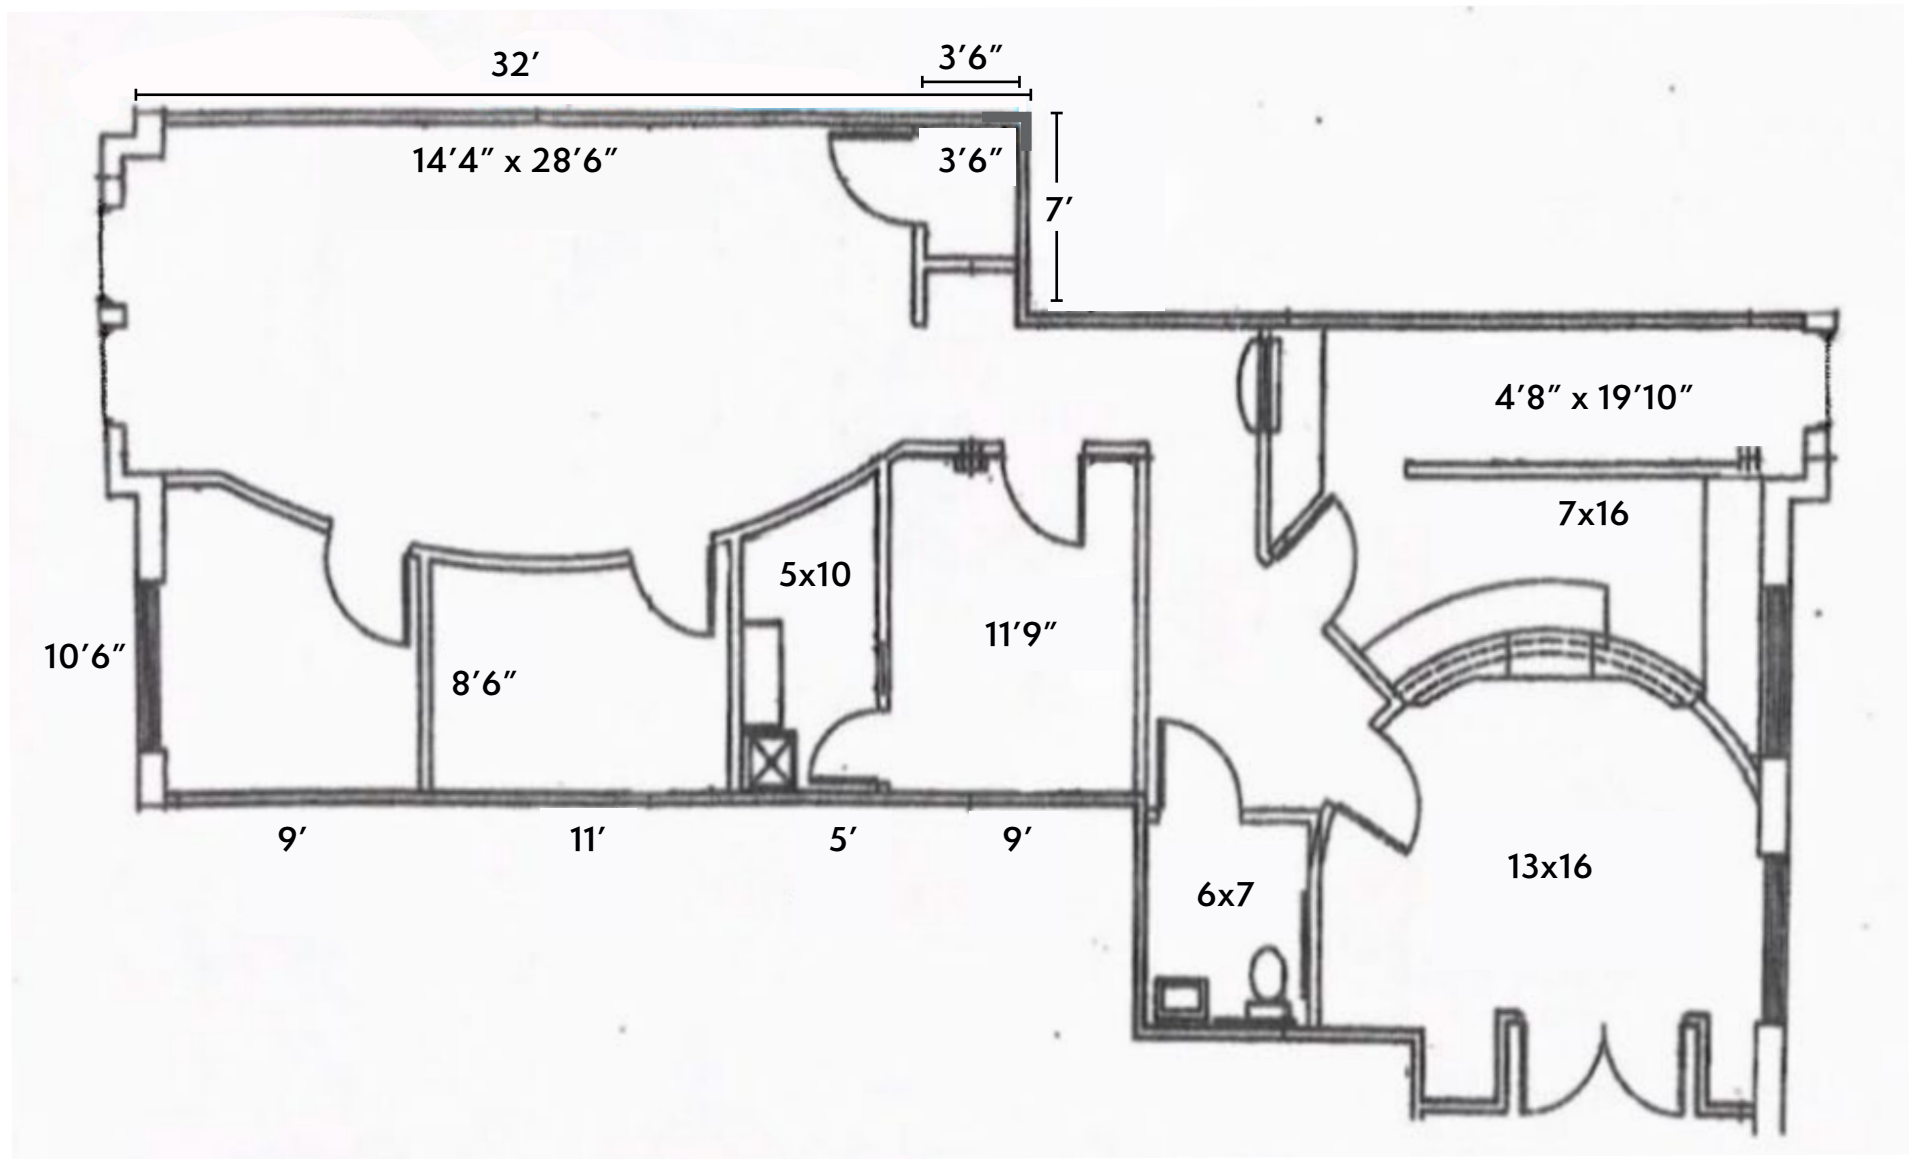 32′
3′6″
14′4″ x 28′6″
3′6″
7′
4′8″ x 19′10″
7x16
5x10
11′9″
10′6″
8′6″
9′
11′
5′
9′
13x16
6x7